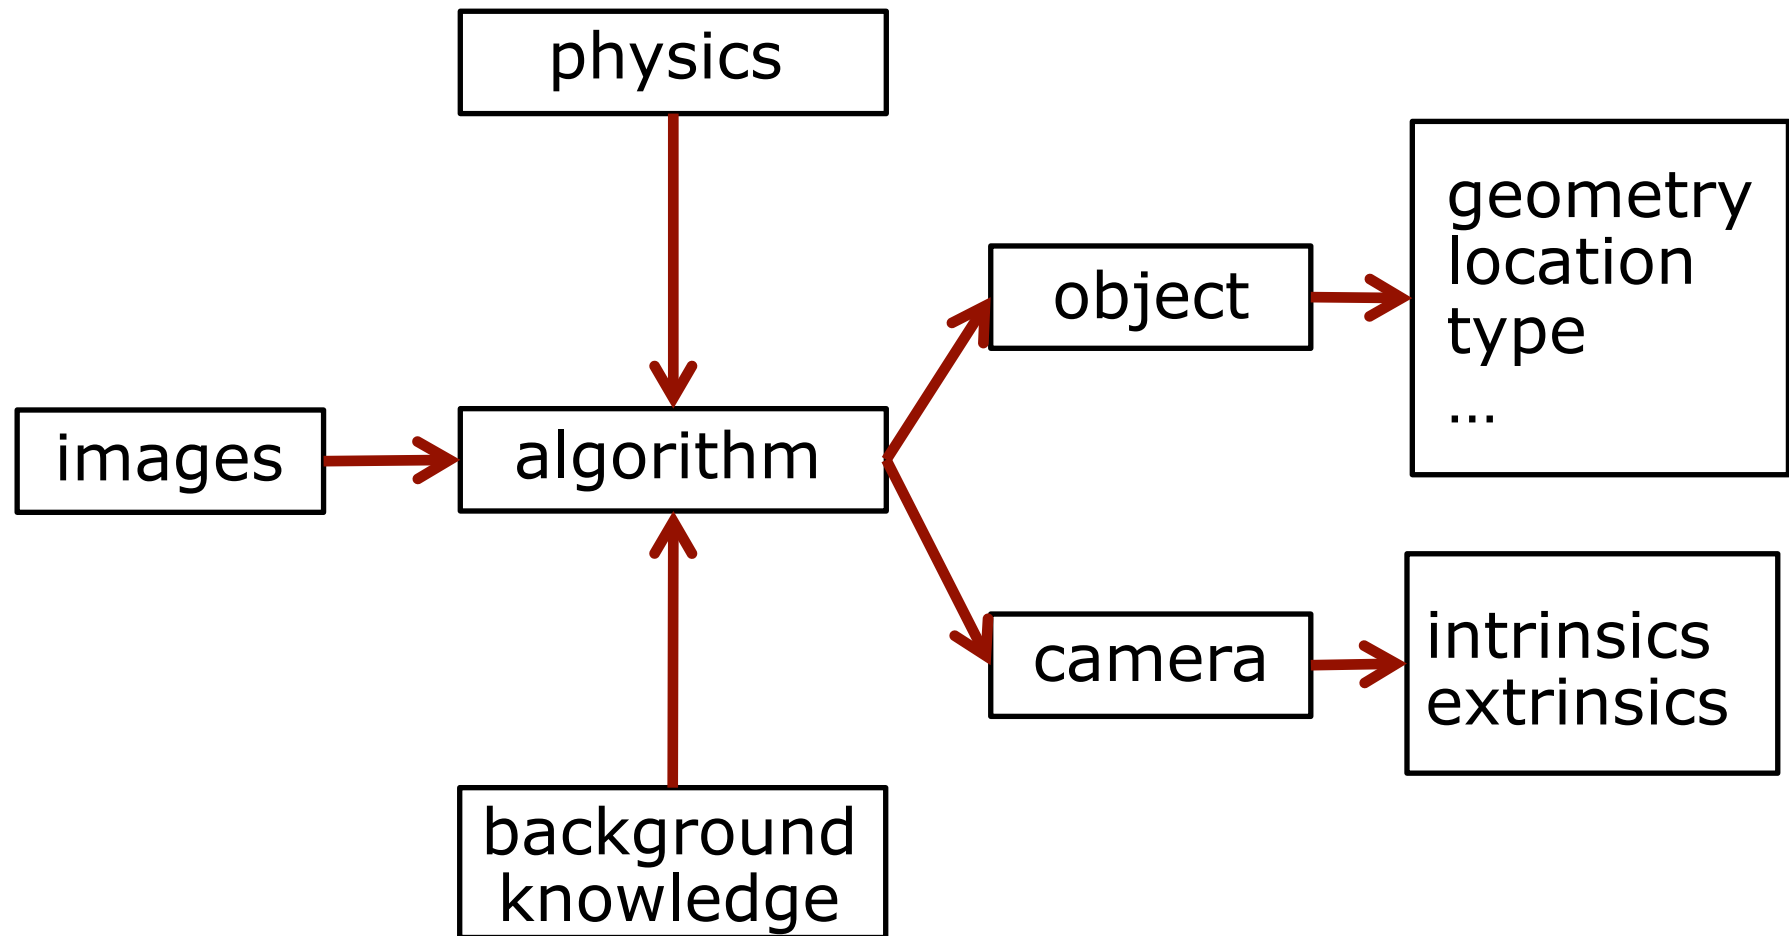 physics
images
algorithm
background
knowledge
object
geometry
location
type
...
camera
intrinsics
extrinsics